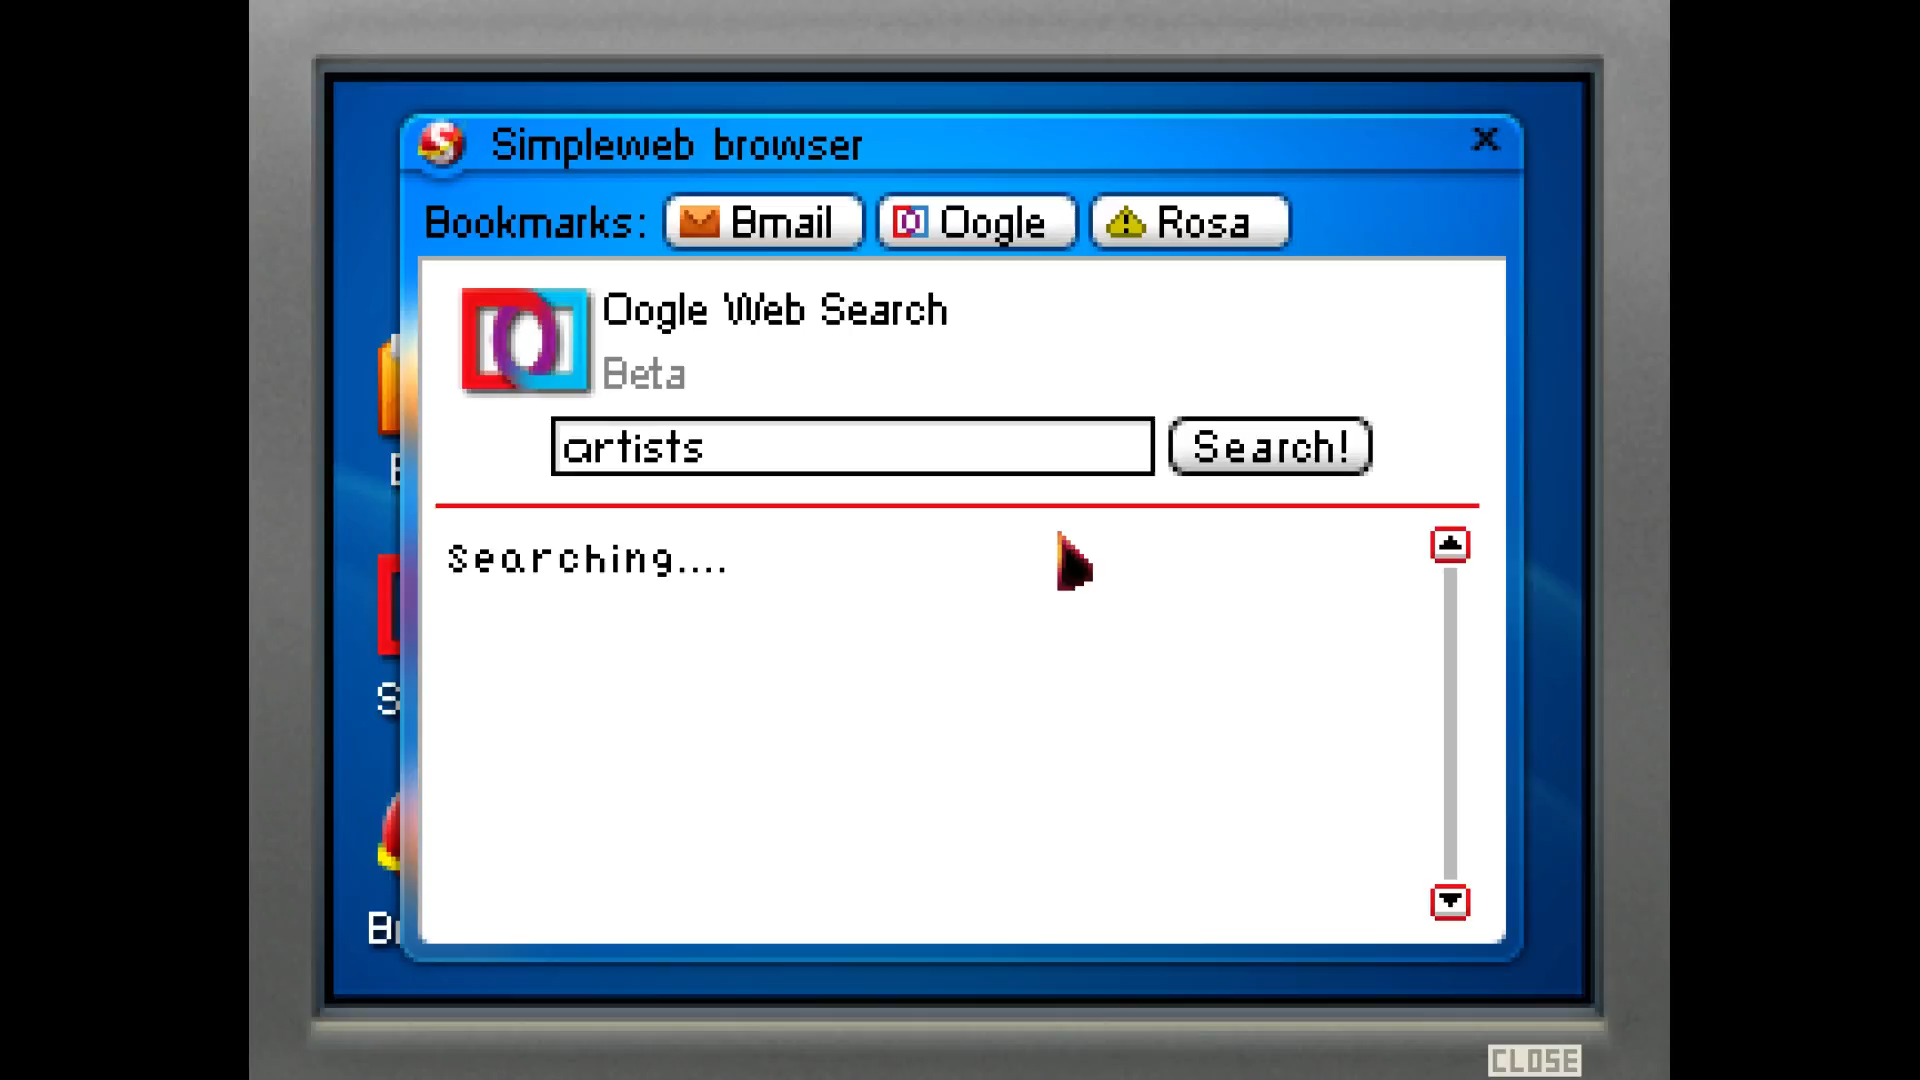 Simpleweb browser
Bookmarks: Bmail Oogle Rosa
Oogle Web Search
Beta
artists Search!
Searching....
CLOSE